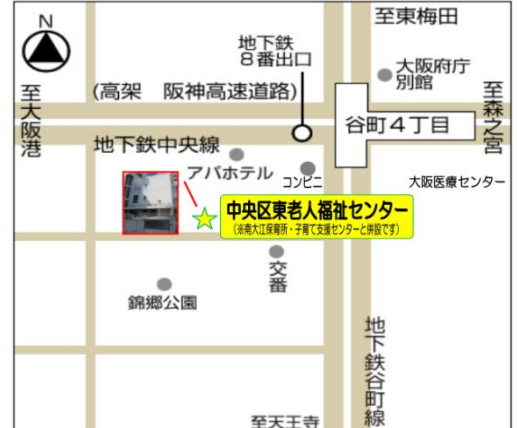 N
至東梅田
地下鉄
8番出口
大阪府庁
別館
至大阪港
(高架 阪神高速道路)
至森之宮
谷町4丁目
地下鉄中央線
アパホテル
コンビニ
大阪医療センター
中央区東老人福祉センター
(※南大江保育所・子育て支援センターと併設です)
交番
錦郷公園
地下鉄谷町線
至天王寺